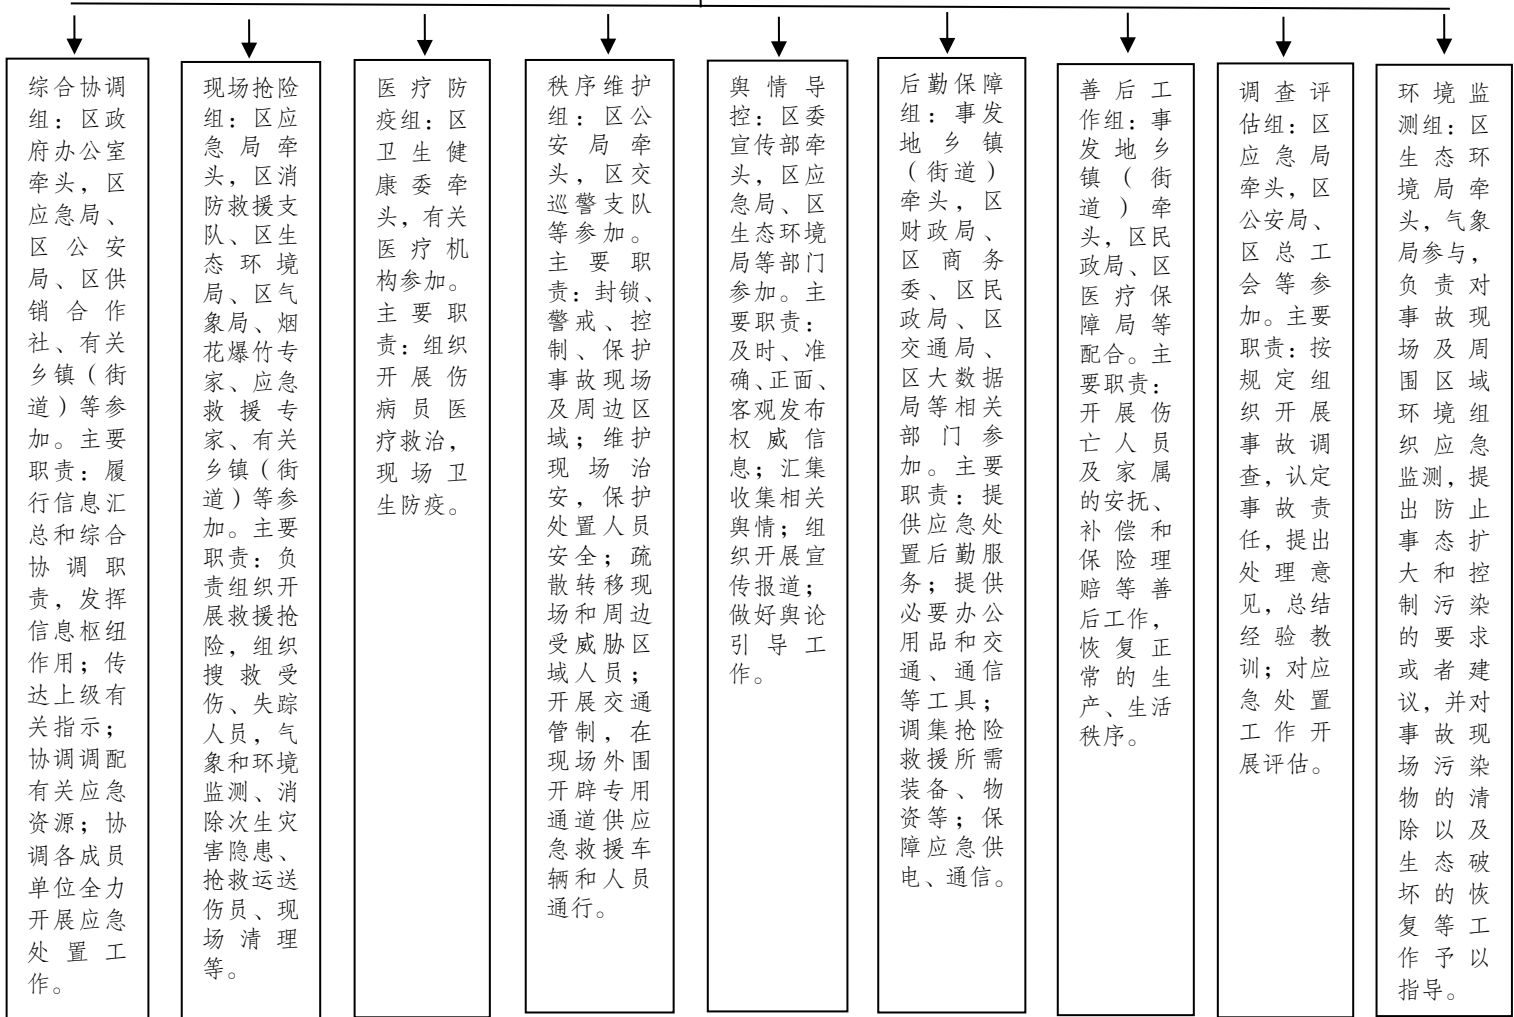 综合协调
组：区政
府办公室
牵头，区
应急局、
区公安
局、区供
销合作
社、有关
乡镇（街
道）等参
加。主要
职责：履
行信息汇
总和综合
协调职
责，发挥
信息枢纽
作用；传
达上级有
关指示；
协调调配
有关应急
资源；协
调各成员
单位全力
开展应急
处置工
作。
现场抢险
组：区应
急局牵
头，区消
防救援支
队、区生
态环境
局、区气
象局、烟
花爆竹专
家、应急
救援专
家、有关
乡镇（街
道）等参
加。主要
职责：负
责组织开
展救援抢
险，组织
搜救受
伤、失踪
人员，气
象和环境
监测、消
除次生灾
害隐患、
抢救运送
伤员、现
场清理
等。
医疗防
疫组：区
卫生健
康委牵
头，有关
医疗机
构参加。
主要职
责：组织
开展伤
病员医
疗救治，
现场卫
生防疫。
秩序维护
组：区公
安局牵
头，区交
巡警支队
等参加。
主要职
责：封锁、
警戒、控
制、保护
事故现场
及周边区
域；维护
现场治
安，保护
处置人员
安全；疏
散转移现
场和周边
受威胁区
域人员；
开展交通
管制，在
现场外围
开辟专用
通道供应
急救援车
辆和人员
通行。
舆情导
控：区委
宣传部牵
头，区应
急局、区
生态环境
局等部门
参加。主
要职责：
及时、准
确、正面、
客观发布
权威信
息；汇集
收集相关
舆情；组
织开展宣
传报道；
做好舆论
引导工
作。
后勤保障
组：事发
地乡镇
（街道）
牵头，区
财政局、
区商务
委、区民
政局、区
交通局、
区大数据
局等相关
部门参
加。主要
职责：提
供应急处
置后勤服
务；提供
必要办公
用品和交
通、通信
等工具；
调集抢险
救援所需
装备、物
资等；保
障应急供
电、通信。
善后工
作组：事
发地乡
镇（街
道）牵
头，区民
政局、区
医疗保
障局等
配合。主
要职责：
开展伤
亡人员
及家属
的安抚、
补偿和
保险理
赔等善
后工作，
恢复正
常的生
产、生活
秩序。
调查评
估组：区
应急局
牵头，区
公安局、
区总工
会等参
加。主要
职责：按
规定组
织开展
事故调
查，认定
事故责
任，提出
处理意
见，总结
经验教
训；对应
急处置
工作开
展评估。
环境监
测组：区
生态环
境局牵
头，气象
局参与，
负责对
事故现
场及周
围区域
环境组
织应急
监测，提
出防止
事态扩
大和控
制污染
的要求
或者建
议，并对
事故现
场污染
物的清
除以及
生态破
坏的恢
复等工
作予以
指导。